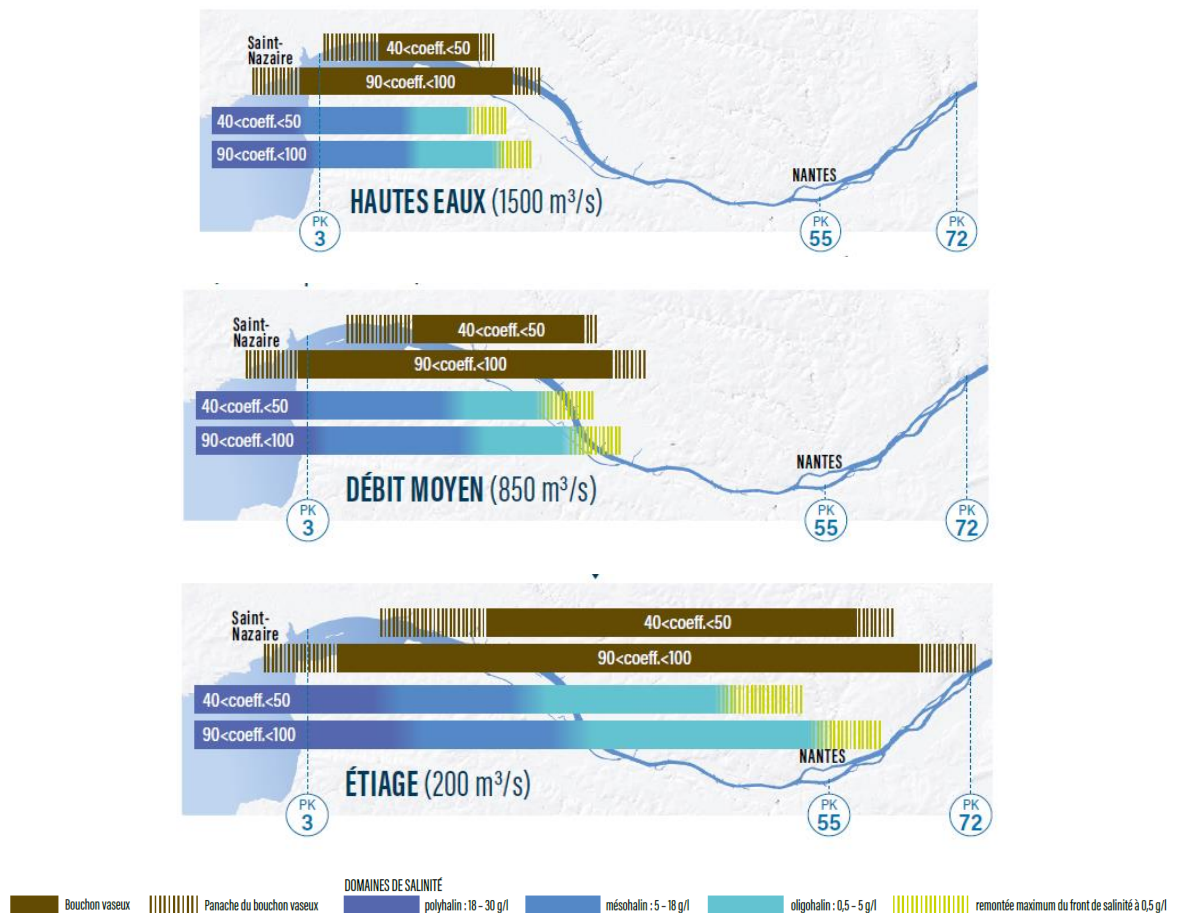 Saint-
Nazaire
40<coeff.<50
90<coeff.<100
40<coeff.<50
90<coeff.<100
HAUTES EAUX (1500 m³/s)
NANTES
PK
3
PK
55
PK
72
Saint-
Nazaire
40<coeff.<50
90<coeff.<100
40<coeff.<50
90<coeff.<100
DÉBIT MOYEN (850 m³/s)
NANTES
PK
3
PK
55
PK
72
Saint-
Nazaire
40<coeff.<50
90<coeff.<100
40<coeff.<50
90<coeff.<100
NANTES
ÉTIAGE (200 m³/s)
PK
3
PK
55
PK
72
DOMAINES DE SALINITÉ
Bouchon vaseux
Panache du bouchon vaseux
polyhalin : 18 – 30 g/l
mésohalin : 5 – 18 g/l
oligohalin : 0,5 – 5 g/l
remontée maximum du front de salinité à 0,5 g/l